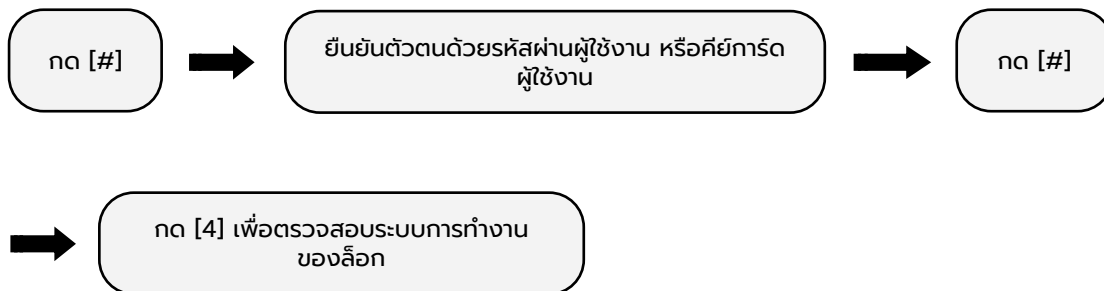 กด [#]
ยืนยันตัวตนด้วยรหัสผ่านผู้ใช้งาน หรือคีย์การ์ด
ผู้ใช้งาน
กด [#]
กด [4] เพื่อตรวจสอบระบบการทำงาน
ของล็อก